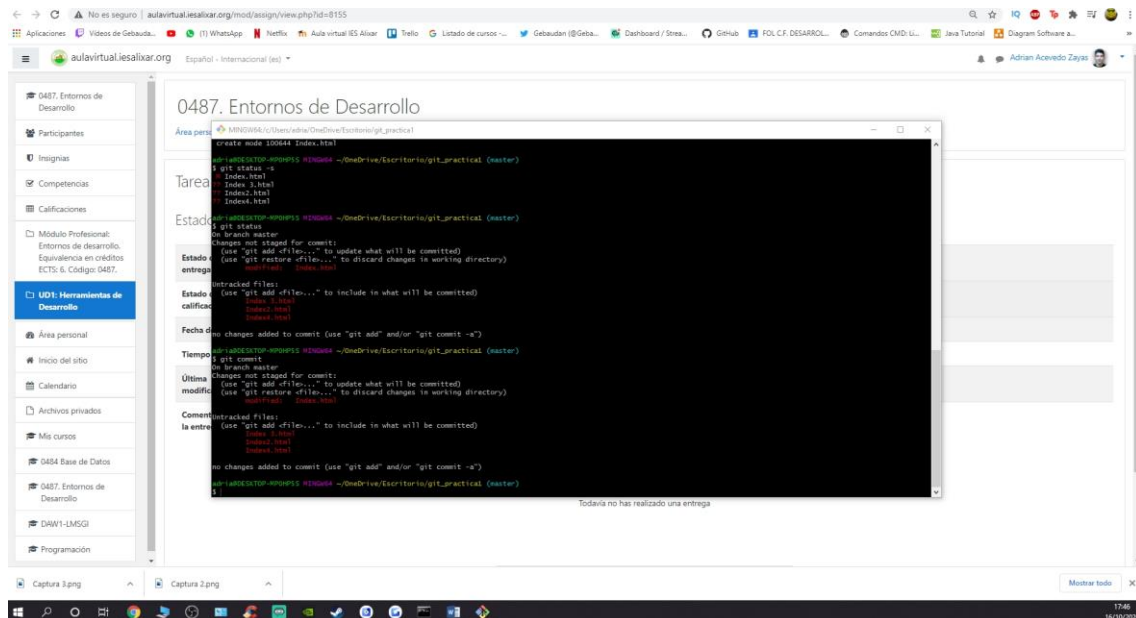 No es seguro | aulavirtual.iesalixar.org/mod/assign/view.php?id=8155
Aplicaciones Vídeos de Gebauda... (1) WhatsApp Netflix Aula virtual IES Alixar Trello Listado de cursos -... Gebaudan (@Geba... Dashboard / Strea... GitHub FOL C.F. DESARROL... Comandos CMD: Li... Java Tutorial Diagram Software a...
aulavirtual.iesalixar.org Español - Internacional (es) Adrian Acevedo Zayas
0487. Entornos de
Desarrollo
Participantes
Insignias
Competencias
Calificaciones
Módulo Profesional:
Entornos de desarrollo.
Equivalencia en créditos
ECTS: 6. Código: 0487.
UD1: Herramientas de
Desarrollo
Área personal
Inicio del sitio
Calendario
Archivos privados
Mis cursos
0484 Base de Datos
0487. Entornos de
Desarrollo
DAW1-LMSGI
Programación
0487. Entornos de Desarrollo
Área pers
Tarea
Estado
Estado
entrega
Estado
calificac
Fecha d
Tiempo
Última
modific
Coment
la entre
MINGW64:/c/Users/adria/OneDrive/Escritorio/git_practica1
create mode 100644 Index.html
adria@DESKTOP-MPOHPSS MINGW64 ~/OneDrive/Escritorio/git_practica1 (master)
$ git status -s
M Index.html
?? Index 3.html
?? Index2.html
?? Index4.html
adria@DESKTOP-MPOHPSS MINGW64 ~/OneDrive/Escritorio/git_practica1 (master)
$ git status
On branch master
Changes not staged for commit:
(use "git add <file>..." to update what will be committed)
(use "git restore <file>..." to discard changes in working directory)
modified: Index.html
Untracked files:
(use "git add <file>..." to include in what will be committed)
Index 3.html
Index2.html
Index4.html
no changes added to commit (use "git add" and/or "git commit -a")
adria@DESKTOP-MPOHPSS MINGW64 ~/OneDrive/Escritorio/git_practica1 (master)
$ git commit
On branch master
Changes not staged for commit:
(use "git add <file>..." to update what will be committed)
(use "git restore <file>..." to discard changes in working directory)
modified: Index.html
Untracked files:
(use "git add <file>..." to include in what will be committed)
Index 3.html
Index2.html
Index4.html
no changes added to commit (use "git add" and/or "git commit -a")
adria@DESKTOP-MPOHPSS MINGW64 ~/OneDrive/Escritorio/git_practica1 (master)
$
Todavía no has realizado una entrega
Captura 3.png Captura 2.png Mostrar todo
17:46